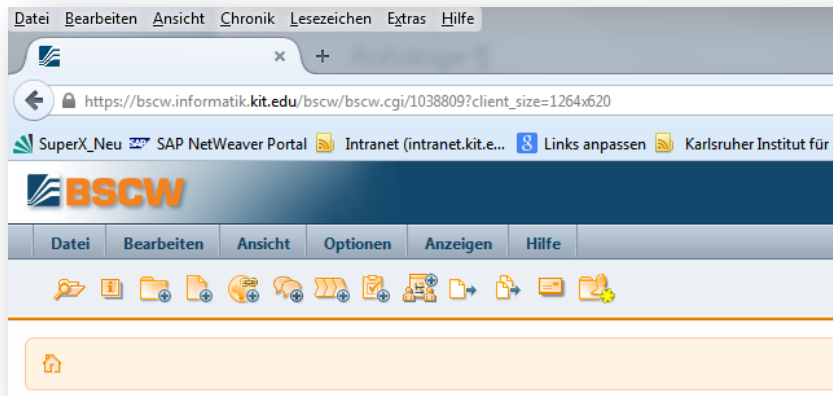 Datei Bearbeiten Ansicht Chronik Lesezeichen Extras Hilfe
https://bscw.informatik.kit.edu/bscw/bscw.cgi/1038809?client_size=1264x620
SuperX_Neu SAP NetWeaver Portal Intranet (intranet.kit.e... Links anpassen Karlsruher Institut für
BSCW
Datei Bearbeiten Ansicht Optionen Anzeigen Hilfe